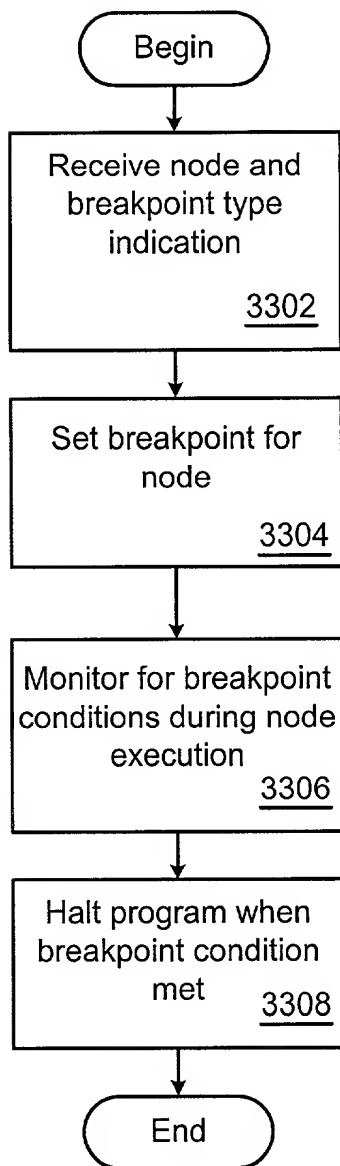 Begin
Receive node and
breakpoint type
indication
3302
Set breakpoint for
node
3304
Monitor for breakpoint
conditions during node
execution
3306
Halt program when
breakpoint condition
met
3308
End